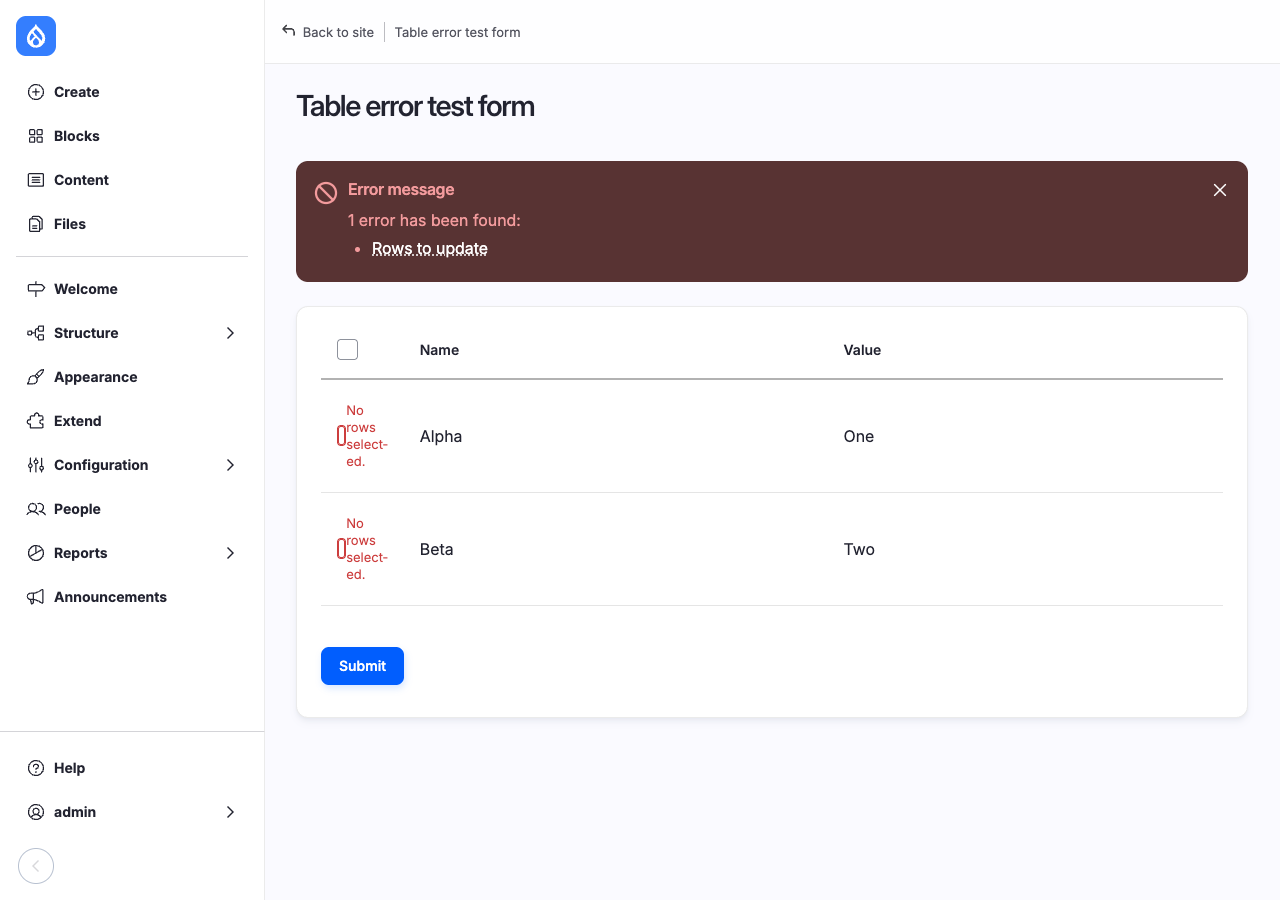 Back to site
Table error test form
Create
Blocks
Content
Files
Welcome
Structure
Appearance
Extend
Configuration
People
Reports
Announcements
Help
admin
Table error test form
Error message
1 error has been found:
Rows to update
Name
Value
No
rows
select-
ed.
Alpha
One
No
rows
select-
ed.
Beta
Two
Submit